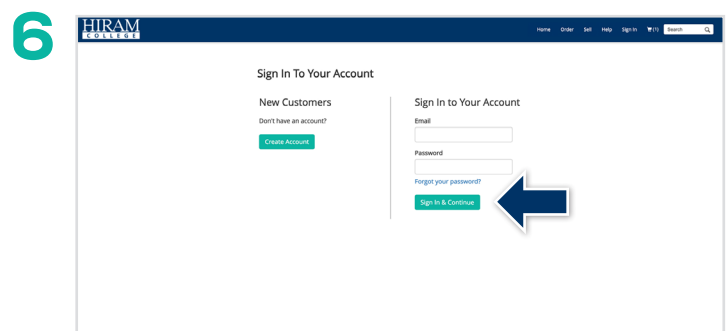 6
HIRAM
COLLEGE
Home Order Sell Help Sign In (1) Search
Sign In To Your Account
New Customers
Don't have an account?
Create Account
Sign In to Your Account
Email
Password
Forgot your password?
Sign In & Continue